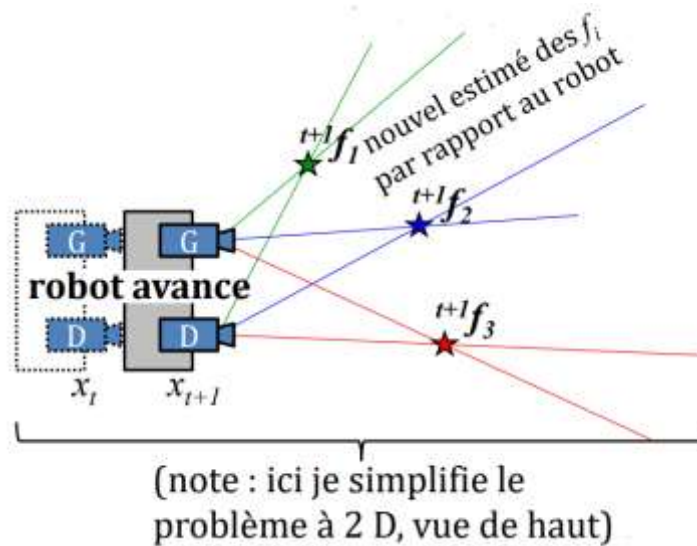 t+1f1 nouvel estimé des fi
par rapport au robot
t+1f2
G G
robot avance
D D
t+1f3
xt xt+1
(note : ici je simplifie le
problème à 2 D, vue de haut)